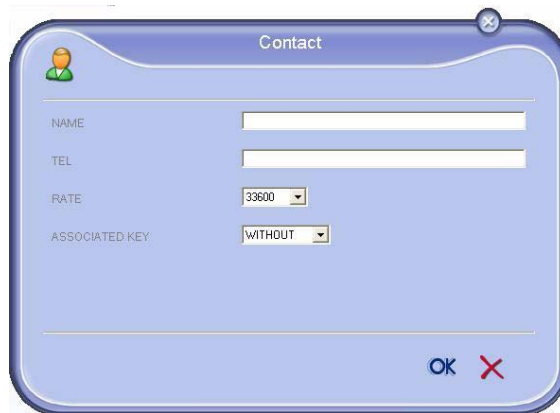 Contact
NAME
TEL
RATE 33600
ASSOCIATED KEY WITHOUT
OK